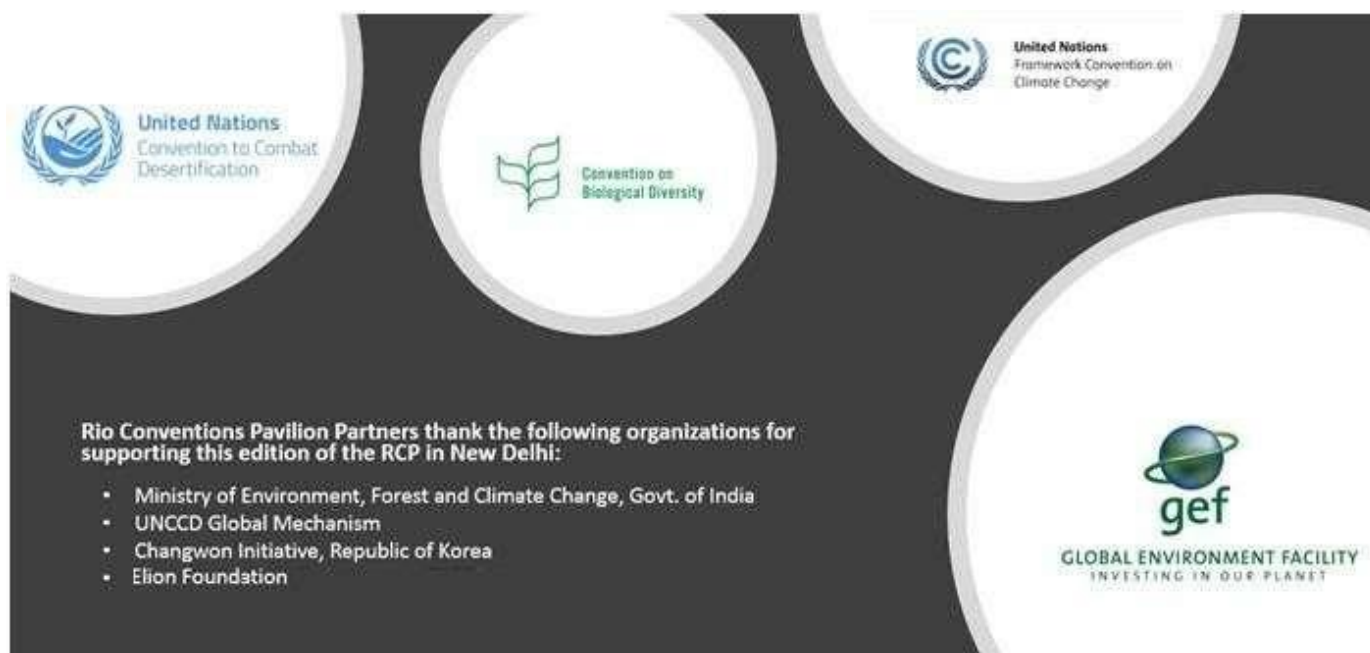 United Nations
Framework Convention on
Climate Change
United Nations
Convention to Combat
Desertification
Convention on
Biological Diversity
Rio Conventions Pavilion Partners thank the following organizations for
supporting this edition of the RCP in New Delhi:
• Ministry of Environment, Forest and Climate Change, Govt. of India
• UNCCD Global Mechanism
• Changwon Initiative, Republic of Korea
• Elion Foundation
gef
GLOBAL ENVIRONMENT FACILITY
INVESTING IN OUR PLANET